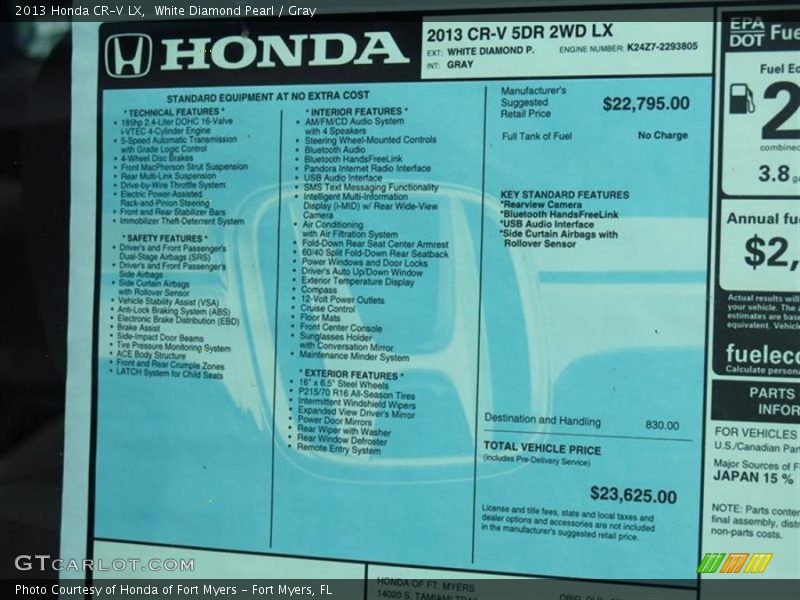 2013 Honda CR-V LX, White Diamond Pearl / Gray
HONDA
2013 CR-V 5DR 2WD LX
EXT: WHITE DIAMOND P. ENGINE NUMBER: K24Z7-2293805
INT: GRAY
STANDARD EQUIPMENT AT NO EXTRA COST
* TECHNICAL FEATURES *
• 185hp 2.4-Liter DOHC 16-Valve
i-VTEC 4-Cylinder Engine
• 5-Speed Automatic Transmission
with Grade Logic Control
• 4-Wheel Disc Brakes
• Front MacPherson Strut Suspension
• Rear Multi-Link Suspension
• Drive-by-Wire Throttle System
• Electric Power-Assisted
Rack-and-Pinion Steering
• Front and Rear Stabilizer Bars
• Immobilizer Theft-Deterrent System
* SAFETY FEATURES *
• Driver's and Front Passenger's
Dual-Stage Airbags (SRS)
• Driver's and Front Passenger's
Side Airbags
• Side Curtain Airbags
with Rollover Sensor
• Vehicle Stability Assist (VSA)
• Anti-Lock Braking System (ABS)
• Electronic Brake Distribution (EBD)
• Brake Assist
• Side-Impact Door Beams
• Tire Pressure Monitoring System
• ACE Body Structure
• Front and Rear Crumple Zones
• LATCH System for Child Seats
* INTERIOR FEATURES *
• AM/FM/CD Audio System
with 4 Speakers
• Steering Wheel-Mounted Controls
• Bluetooth Audio
• Bluetooth HandsFreeLink
• Pandora Internet Radio Interface
• USB Audio Interface
• SMS Text Messaging Functionality
• Intelligent Multi-Information
Display (i-MID) w/ Rear Wide-View
Camera
• Air Conditioning
with Air Filtration System
• Fold-Down Rear Seat Center Armrest
• 60/40 Split Fold-Down Rear Seatback
• Power Windows and Door Locks
• Driver's Auto Up/Down Window
• Exterior Temperature Display
• Compass
• 12-Volt Power Outlets
• Cruise Control
• Floor Mats
• Front Center Console
• Sunglasses Holder
with Conversation Mirror
• Maintenance Minder System
* EXTERIOR FEATURES *
• 16" x 6.5" Steel Wheels
• P215/70 R16 All-Season Tires
• Intermittent Windshield Wipers
• Expanded View Driver's Mirror
• Power Door Mirrors
• Rear Wiper with Washer
• Rear Window Defroster
• Remote Entry System
Manufacturer's
Suggested
Retail Price $22,795.00
Full Tank of Fuel No Charge
KEY STANDARD FEATURES
*Rearview Camera
*Bluetooth HandsFreeLink
*USB Audio Interface
*Side Curtain Airbags with
Rollover Sensor
Destination and Handling 830.00
TOTAL VEHICLE PRICE
(includes Pre-Delivery Service)
$23,625.00
License and title fees, state and local taxes and
dealer options and accessories are not included
in the manufacturer's suggested retail price.
EPA
DOT Fue
Fuel Ec
2
combined
3.8
Annual fu
$2,
Actual results will
your vehicle. The
estimates are bas
equivalent. Vehicl
fueleco
Calculate person
PARTS
INFOR
FOR VEHICLES
U.S./Canadian Par
Major Sources of F
JAPAN 15 %
NOTE: Parts conten
final assembly, distr
non-parts costs.
HONDA OF FT. MYERS
14020 S. TAMIAMI TRAIL
GTCARLOT.COM
Photo Courtesy of Honda of Fort Myers - Fort Myers, FL